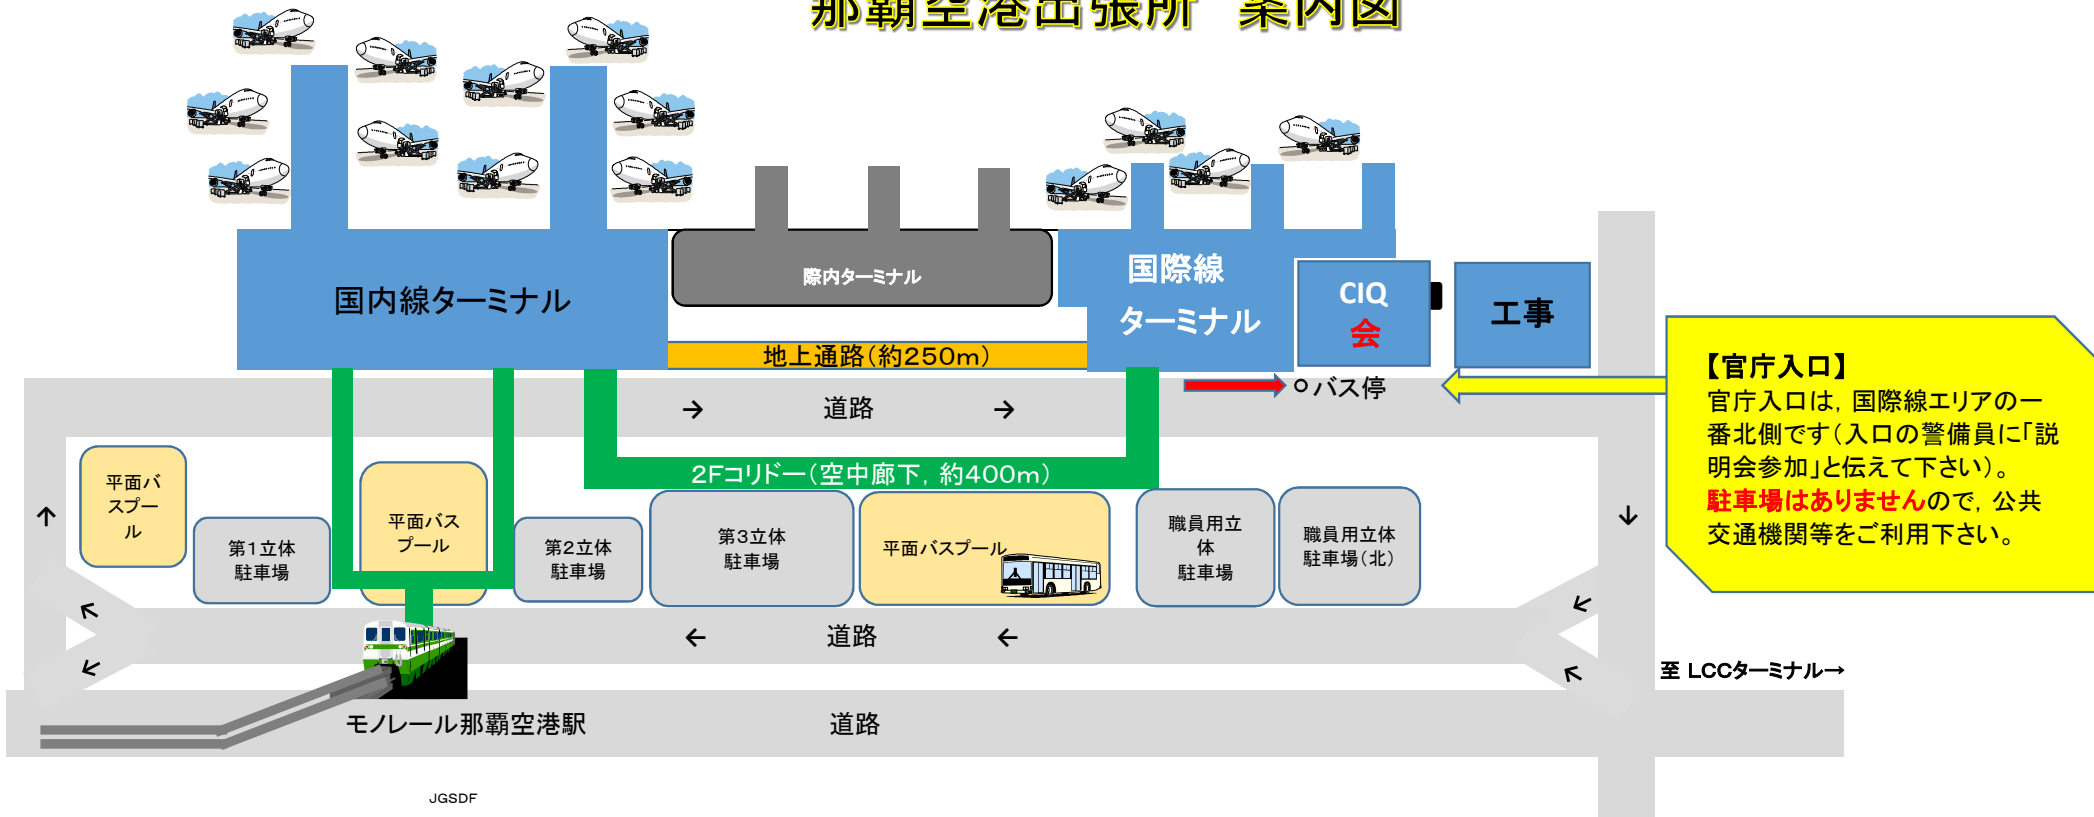 那覇空港出張所　案内図
国内線ターミナル
際内ターミナル
国際線
ターミナル
CIQ
会
工事
地上通路(約250m)
【官庁入口】
官庁入口は, 国際線エリアの一
番北側です(入口の警備員に「説
明会参加」と伝えて下さい)。
駐車場はありませんので, 公共
交通機関等をご利用下さい。
バス停
→ 道路 →
2Fコリドー(空中廊下, 約400m)
平面バ
スプー
ル
第1立体
駐車場
平面バス
プール
第2立体
駐車場
第3立体
駐車場
平面バスプール
職員用立
体
駐車場
職員用立体
駐車場(北)
← 道路 ←
至 LCCターミナル→
モノレール那覇空港駅
道路
JGSDF